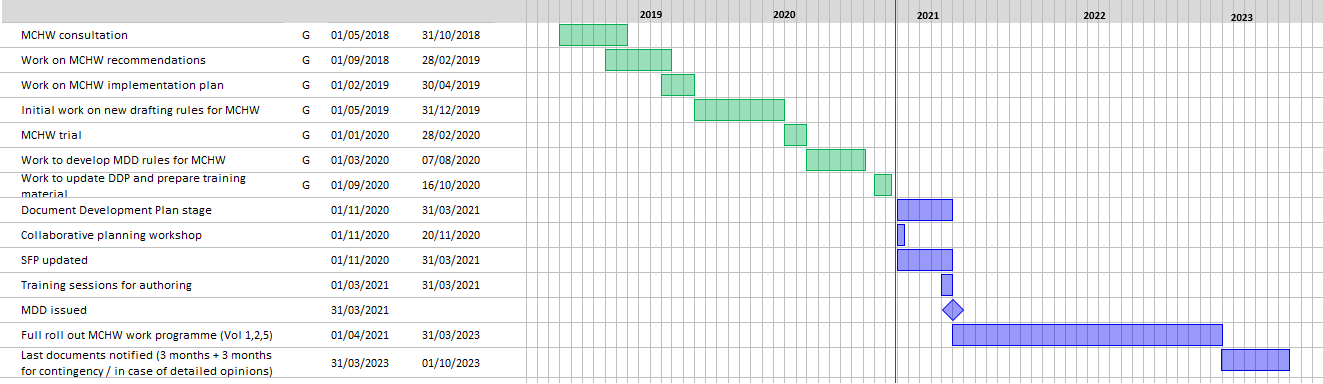 2019 2020 2021 2022 2023
MCHW consultation G 01/05/2018 31/10/2018
Work on MCHW recommendations G 01/09/2018 28/02/2019
Work on MCHW implementation plan G 01/02/2019 30/04/2019
Initial work on new drafting rules for MCHW G 01/05/2019 31/12/2019
MCHW trial G 01/01/2020 28/02/2020
Work to develop MDD rules for MCHW G 01/03/2020 07/08/2020
Work to update DDP and prepare training
material G 01/09/2020 16/10/2020
Document Development Plan stage 01/11/2020 31/03/2021
Collaborative planning workshop 01/11/2020 20/11/2020
SFP updated 01/11/2020 31/03/2021
Training sessions for authoring 01/03/2021 31/03/2021
MDD issued 31/03/2021
Full roll out MCHW work programme (Vol 1,2,5) 01/04/2021 31/03/2023
Last documents notified (3 months + 3 months
for contingency / in case of detailed opinions) 31/03/2023 01/10/2023